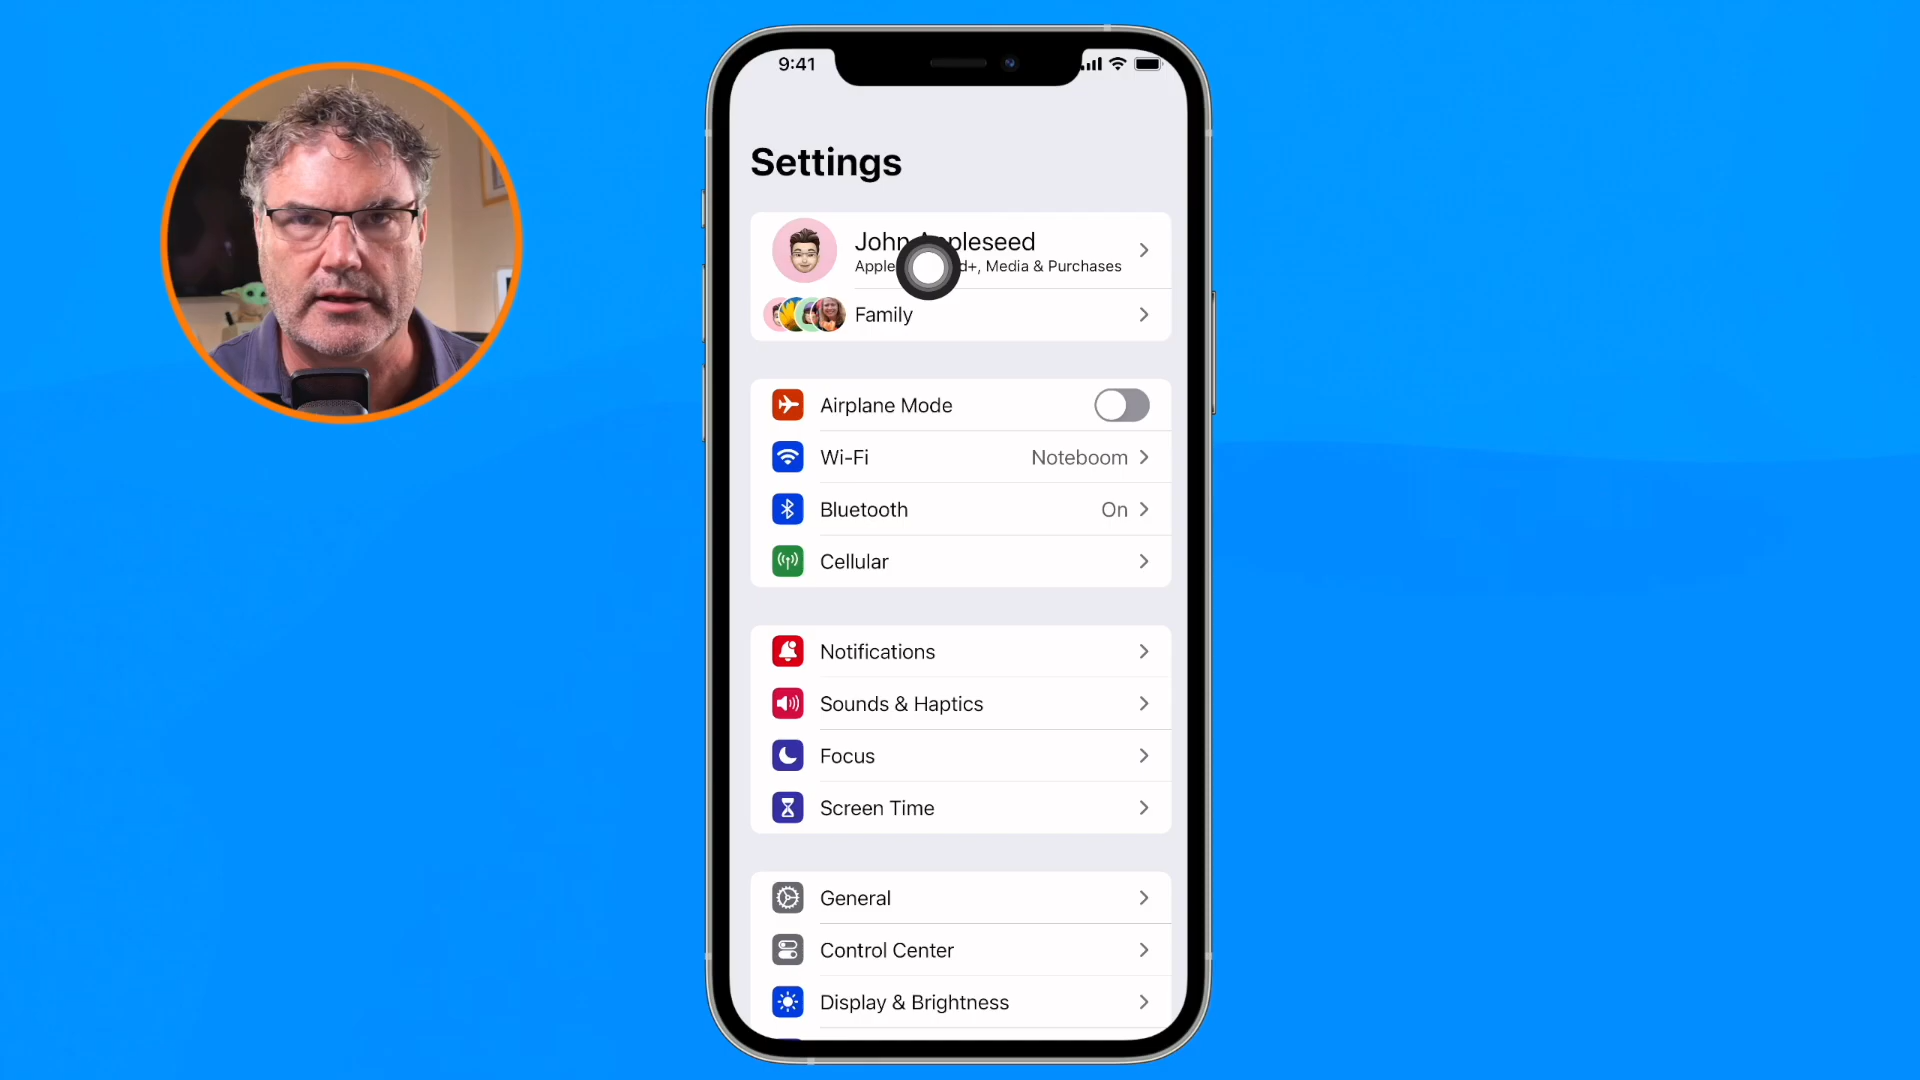 9:41
Settings
John Appleseed
Apple d+, Media & Purchases
Family
Airplane Mode
Wi-Fi Noteboom
Bluetooth On
Cellular
Notifications
Sounds & Haptics
Focus
Screen Time
General
Control Center
Display & Brightness